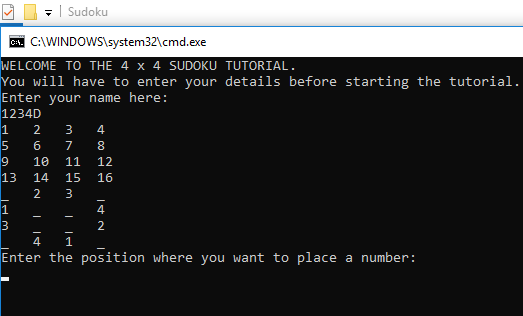 Sudoku
C:\WINDOWS\system32\cmd.exe
WELCOME TO THE 4 x 4 SUDOKU TUTORIAL.
You will have to enter your details before starting the tutorial.
Enter your name here:
1234D
1 2 3 4
5 6 7 8
9 10 11 12
13 14 15 16
_ 2 3 _
1 _ _ 4
3 _ _ 2
_ 4 1 _
Enter the position where you want to place a number: